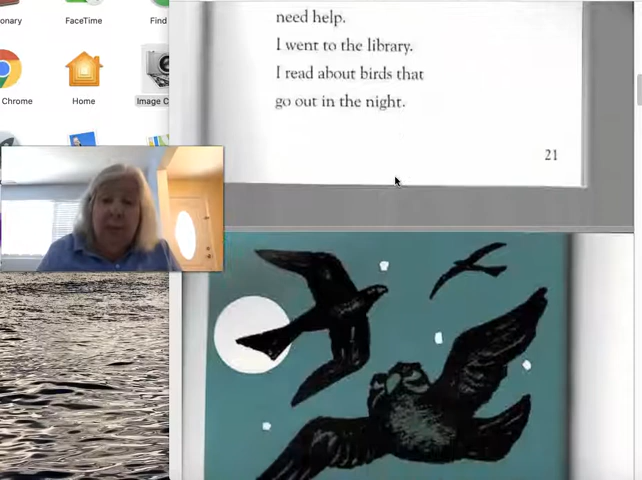 onary
FaceTime
Find
need help.
I went to the library.
I read about birds that
go out in the night.
Chrome
Home
Image C
21